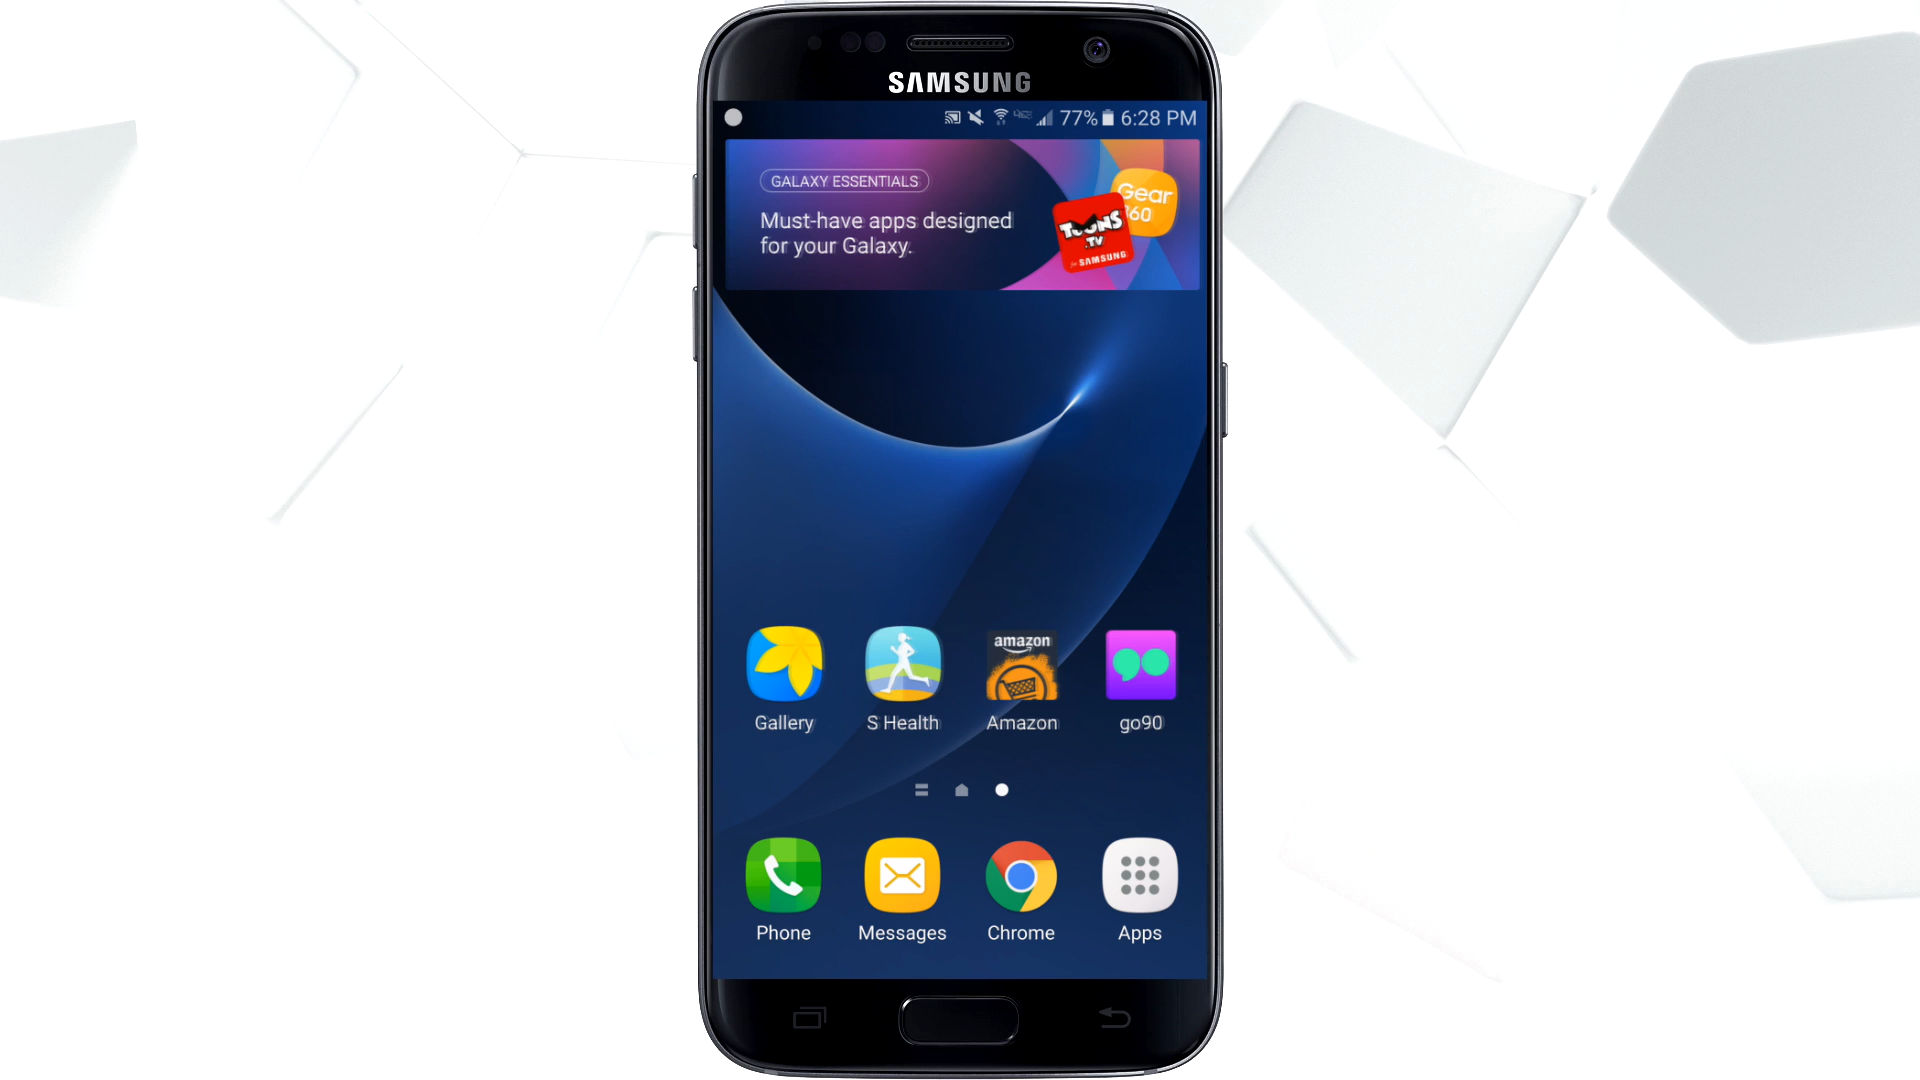 SAMSUNG
77% 6:28 PM
GALAXY ESSENTIALS
Must-have apps designed
for your Galaxy.
Gear
360
TOONS
.TV
for SAMSUNG
amazon
Gallery S Health Amazon go90
Phone Messages Chrome Apps